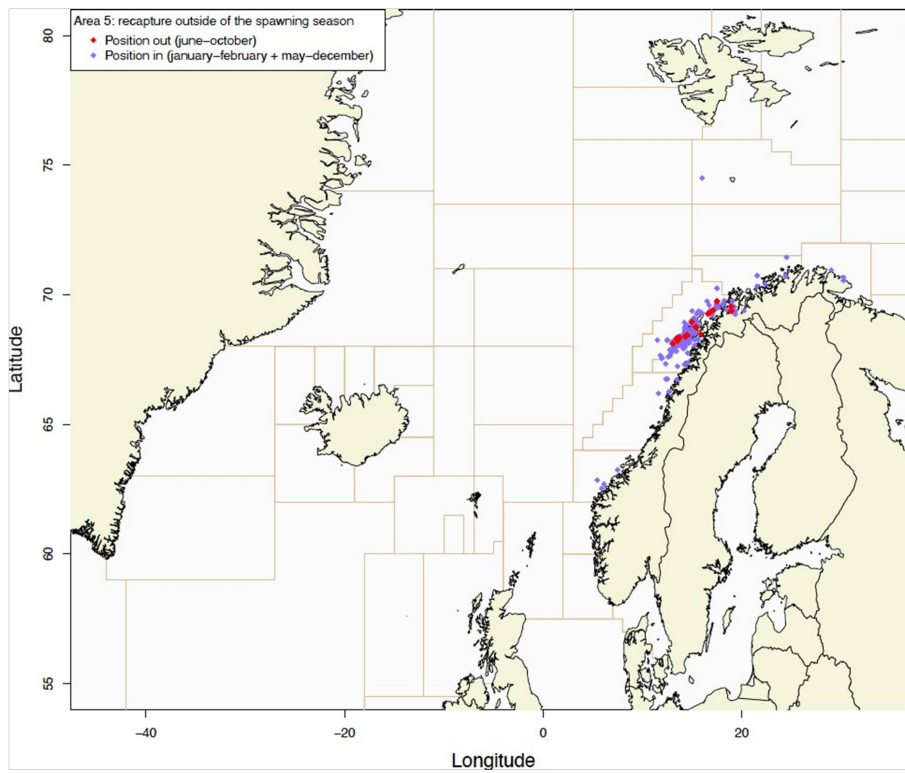 Area 5: recapture outside of the spawning season
Position out (june−october)
Position in (january−february + may−december)
80
75
70
65
60
55
Latitude
−40
−20
0
20
Longitude